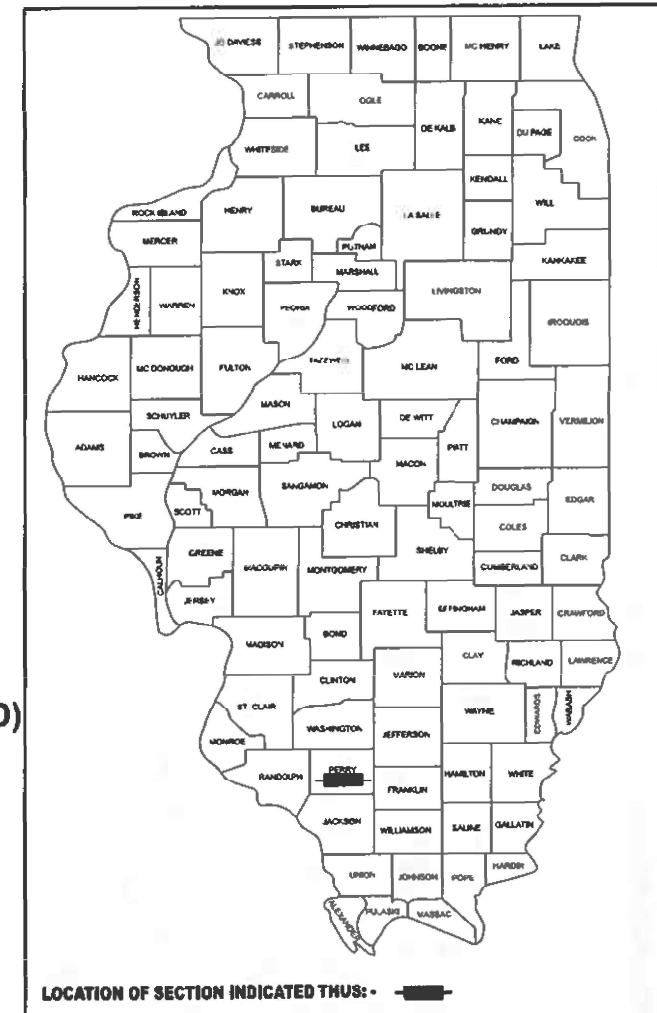 JO DAVIESS STEPHENSON WINNEBAGO BOONE MC HENRY LAKE
CARROLL OGLE
DE KALB KANE DU PAGE COOK
WHITESIDE LEE
KENDALL
ROCK ISLAND HENRY BUREAU LA SALLE WILL
MERCER PUTNAM GRUNDY
STARK MARSHALL KANKAKEE
HENDERSON WARREN KNOX PEORIA WOODFORD LIVINGSTON IROQUOIS
HANCOCK MC DONOUGH FULTON TAZEWELL MC LEAN FORD
SCHUYLER MASON LOGAN DE WITT CHAMPAIGN VERMILION
ADAMS BROWN CASS MENARD MACON PIATT
MORGAN SANGAMON DOUGLAS EDGAR
PIKE SCOTT CHRISTIAN MOULTRIE COLES
CALHOUN GREENE MACOUPIN MONTGOMERY SHELBY CUMBERLAND CLARK
JERSEY FAYETTE EFFINGHAM JASPER CRAWFORD
MADISON BOND
CLINTON MARION CLAY RICHLAND LAWRENCE
ST. CLAIR WASHINGTON WAYNE EDWARDS WABASH
MONROE JEFFERSON
RANDOLPH PERRY HAMILTON WHITE
FRANKLIN
JACKSON WILLIAMSON SALINE GALLATIN
UNION JOHNSON POPE HARDIN
ALEXANDER PULASKI MASSAC
)
LOCATION OF SECTION INDICATED THUS: -